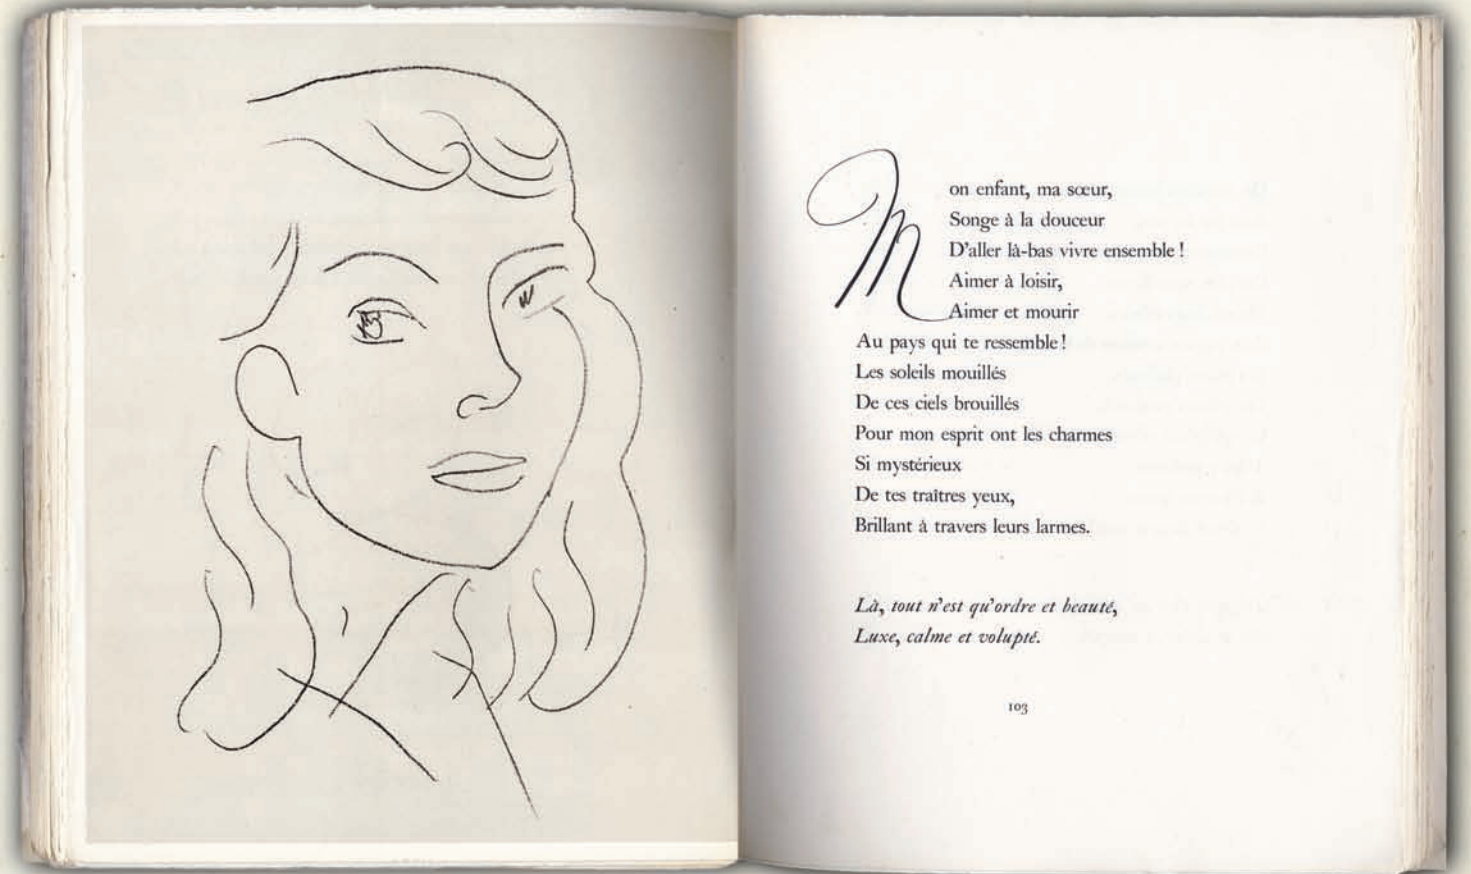 Mon enfant, ma sœur,
Songe à la douceur
D'aller là-bas vivre ensemble !
Aimer à loisir,
Aimer et mourir
Au pays qui te ressemble !
Les soleils mouillés
De ces ciels brouillés
Pour mon esprit ont les charmes
Si mystérieux
De tes traîtres yeux,
Brillant à travers leurs larmes.
Là, tout n'est qu'ordre et beauté,
Luxe, calme et volupté.
103